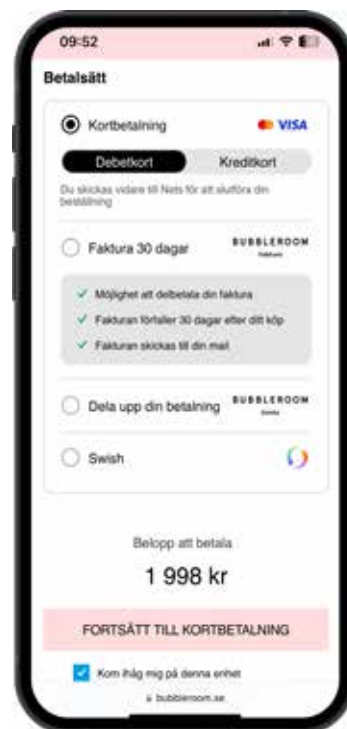 09:52
Betalsätt
Kortbetalning
VISA
Debetkort Kreditkort
Du skickas vidare till Nets för att slutföra din
beställning
Faktura 30 dagar
BUBBLEROOM
Faktura
Möjlighet att delbetala din faktura
Fakturan förfaller 30 dagar efter ditt köp
Fakturan skickas till din mail
Dela upp din betalning
BUBBLEROOM
Swish
Belopp att betala
1 998 kr
FORTSÄTT TILL KORTBETALNING
Kom ihåg mig på denna enhet
bubbleroom.se